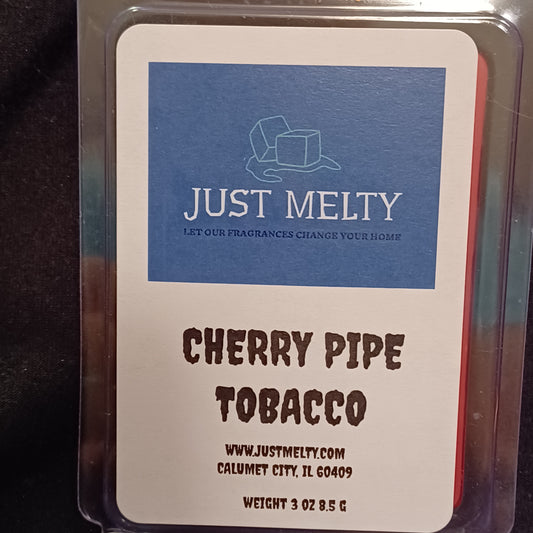 JUST MELTY
LET OUR FRAGRANCES CHANGE YOUR HOME
CHERRY PIPE
TOBACCO
WWW.JUSTMELTY.COM
CALUMET CITY, IL 60409
WEIGHT 3 OZ 8.5 G